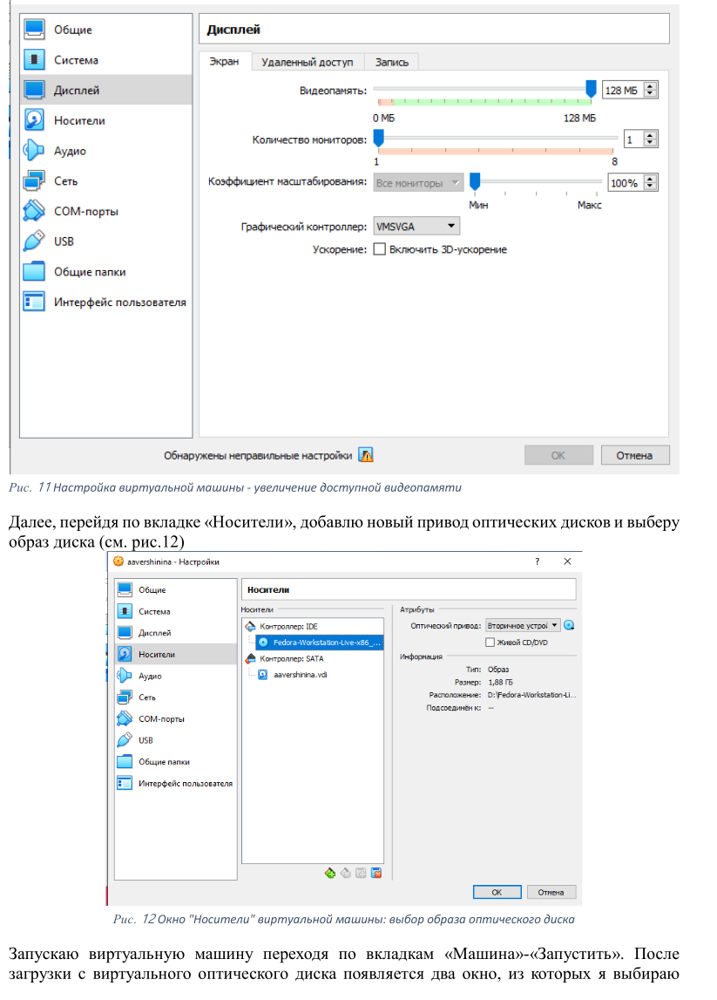 Общие
Дисплей
Система
Экран
Удаленный доступ
Запись
Дисплей
Видеопамять:
128 МБ
0 МБ
128 МБ
Носители
Количество мониторов:
1
1
8
Аудио
Сеть
Коэффициент масштабирования:
Все мониторы
100%
Мин
Макс
COM-порты
Графический контроллер:
VMSVGA
USB
Ускорение:
Включить 3D-ускорение
Общие папки
Интерфейс пользователя
Обнаружены неправильные настройки
OK
Отмена
Рис. 11 Настройка виртуальной машины - увеличение доступной видеопамяти
Далее, перейдя по вкладке «Носители», добавлю новый привод оптических дисков и выберу
образ диска (см. рис.12)
aavershinina - Настройки
?
Общие
Система
Дисплей
Носители
Аудио
Сеть
COM-порты
USB
Общие папки
Интерфейс пользователя
Носители
Носители
Контроллер: IDE
Fedora-Workstation-Live-x86_...
Контроллер: SATA
aavershinina.vdi
Атрибуты
Оптический привод:
Вторичное устрой
Живой CD/DVD
Информация
Тип: Образ
Размер: 1,88 ГБ
Расположение: D:\Fedora-Workstation-Li...
Подсоединён к: --
OK
Отмена
Рис. 12 Окно "Носители" виртуальной машины: выбор образа оптического диска
Запускаю виртуальную машину переходя по вкладкам «Машина»-«Запустить». После
загрузки с виртуального оптического диска появляется два окно, из которых я выбираю